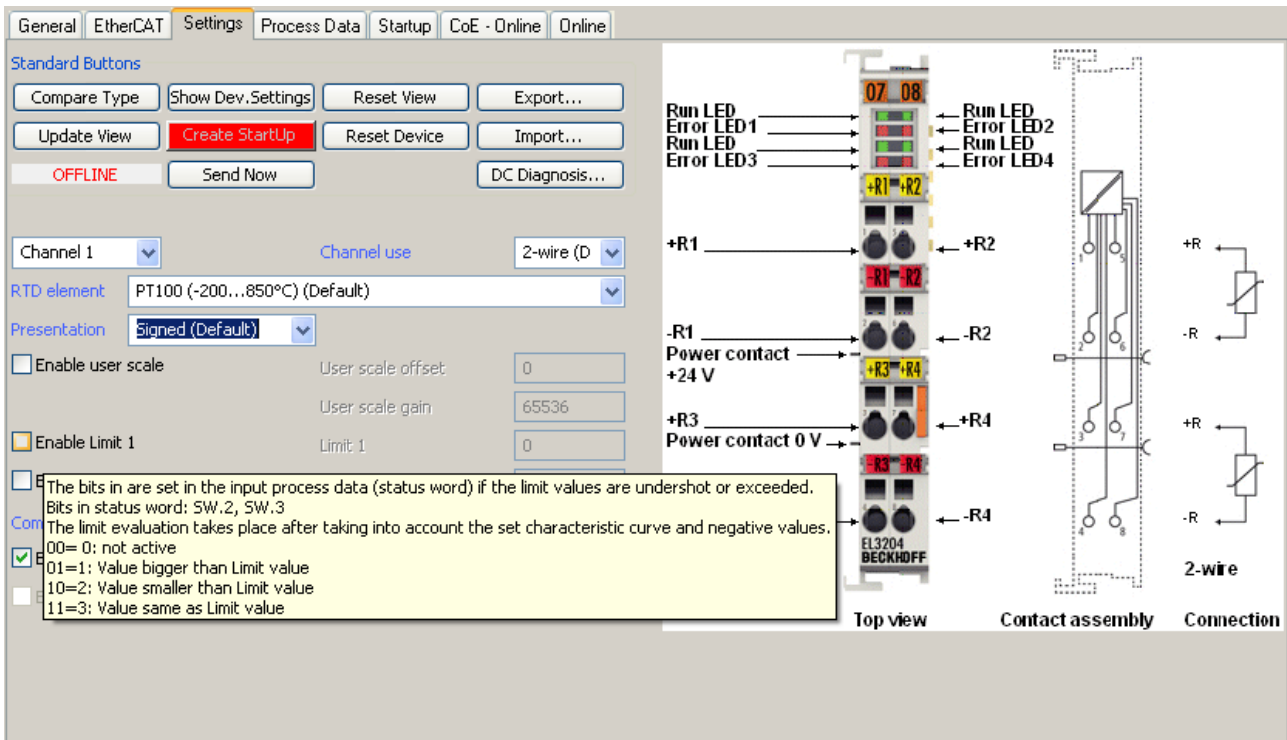 General EtherCAT Settings Process Data Startup CoE - Online Online
Standard Buttons
Compare Type Show Dev.Settings Reset View Export...
Update View Create StartUp Reset Device Import...
OFFLINE Send Now DC Diagnosis...
Channel 1 Channel use 2-wire (D
RTD element PT100 (-200...850°C) (Default)
Presentation Signed (Default)
Enable user scale User scale offset 0
User scale gain 65536
Enable Limit 1 Limit 1 0
The bits in are set in the input process data (status word) if the limit values are undershot or exceeded.
Bits in status word: SW.2, SW.3
The limit evaluation takes place after taking into account the set characteristic curve and negative values.
00= 0: not active
01=1: Value bigger than Limit value
10=2: Value smaller than Limit value
11=3: Value same as Limit value
07 08
Run LED Run LED
Error LED1 Error LED2
Run LED Run LED
Error LED3 Error LED4
+R1 +R2
+R1 +R2
-R1 -R2
-R1 -R2
Power contact
+24 V
+R3 +R4
+R3 +R4
Power contact 0 V
-R3 -R4
-R4
EL3204
BECKHOFF
Top view
1 5
2 6
3 7
4 8
Contact assembly
+R
-R
+R
-R
2-wire
Connection